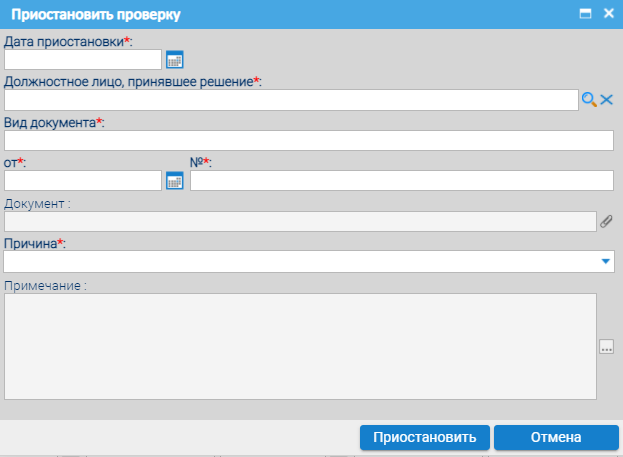 Приостановить проверку
Дата приостановки*:
Должностное лицо, принявшее решение*:
Вид документа*:
от*: №*:
Документ :
Причина*:
Примечание :
...
Приостановить Отмена